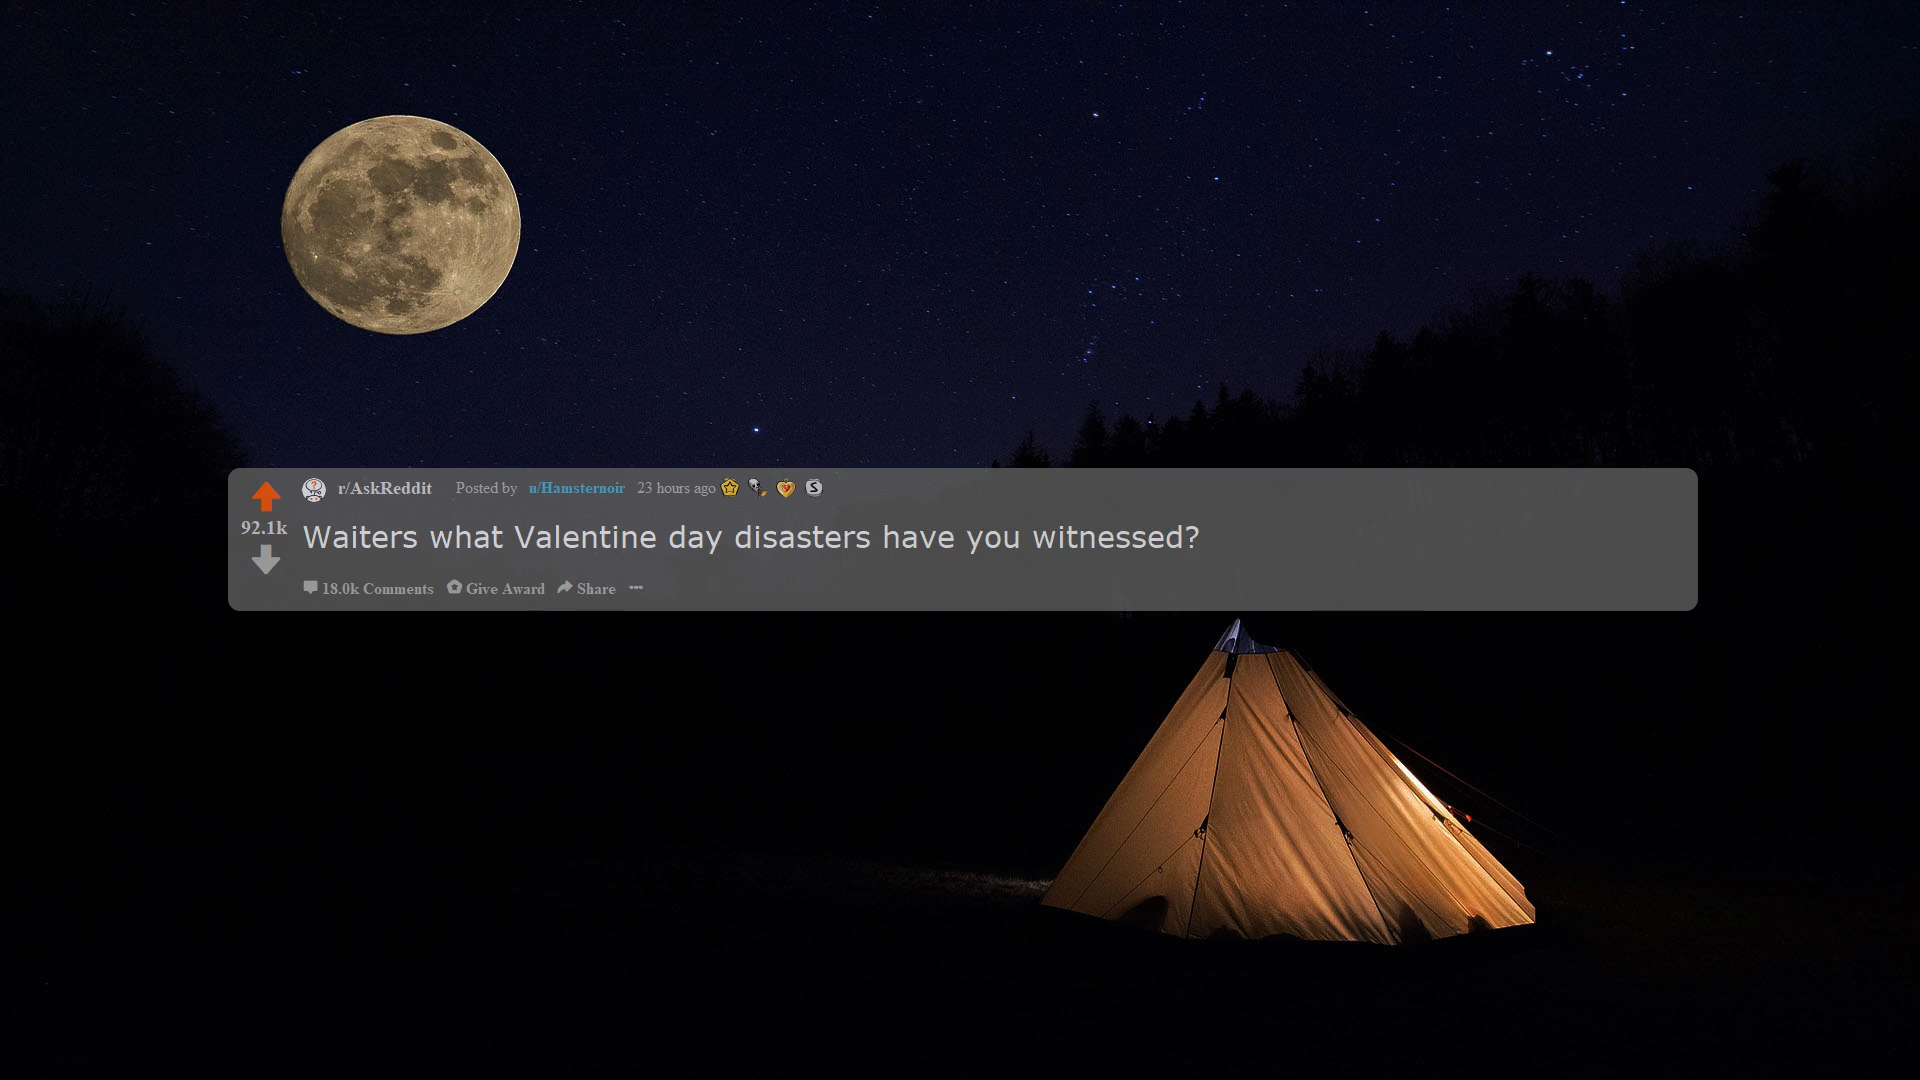 r/AskReddit Posted by u/Hamsternoir 23 hours ago
92.1k
Waiters what Valentine day disasters have you witnessed?
18.0k Comments Give Award Share ···